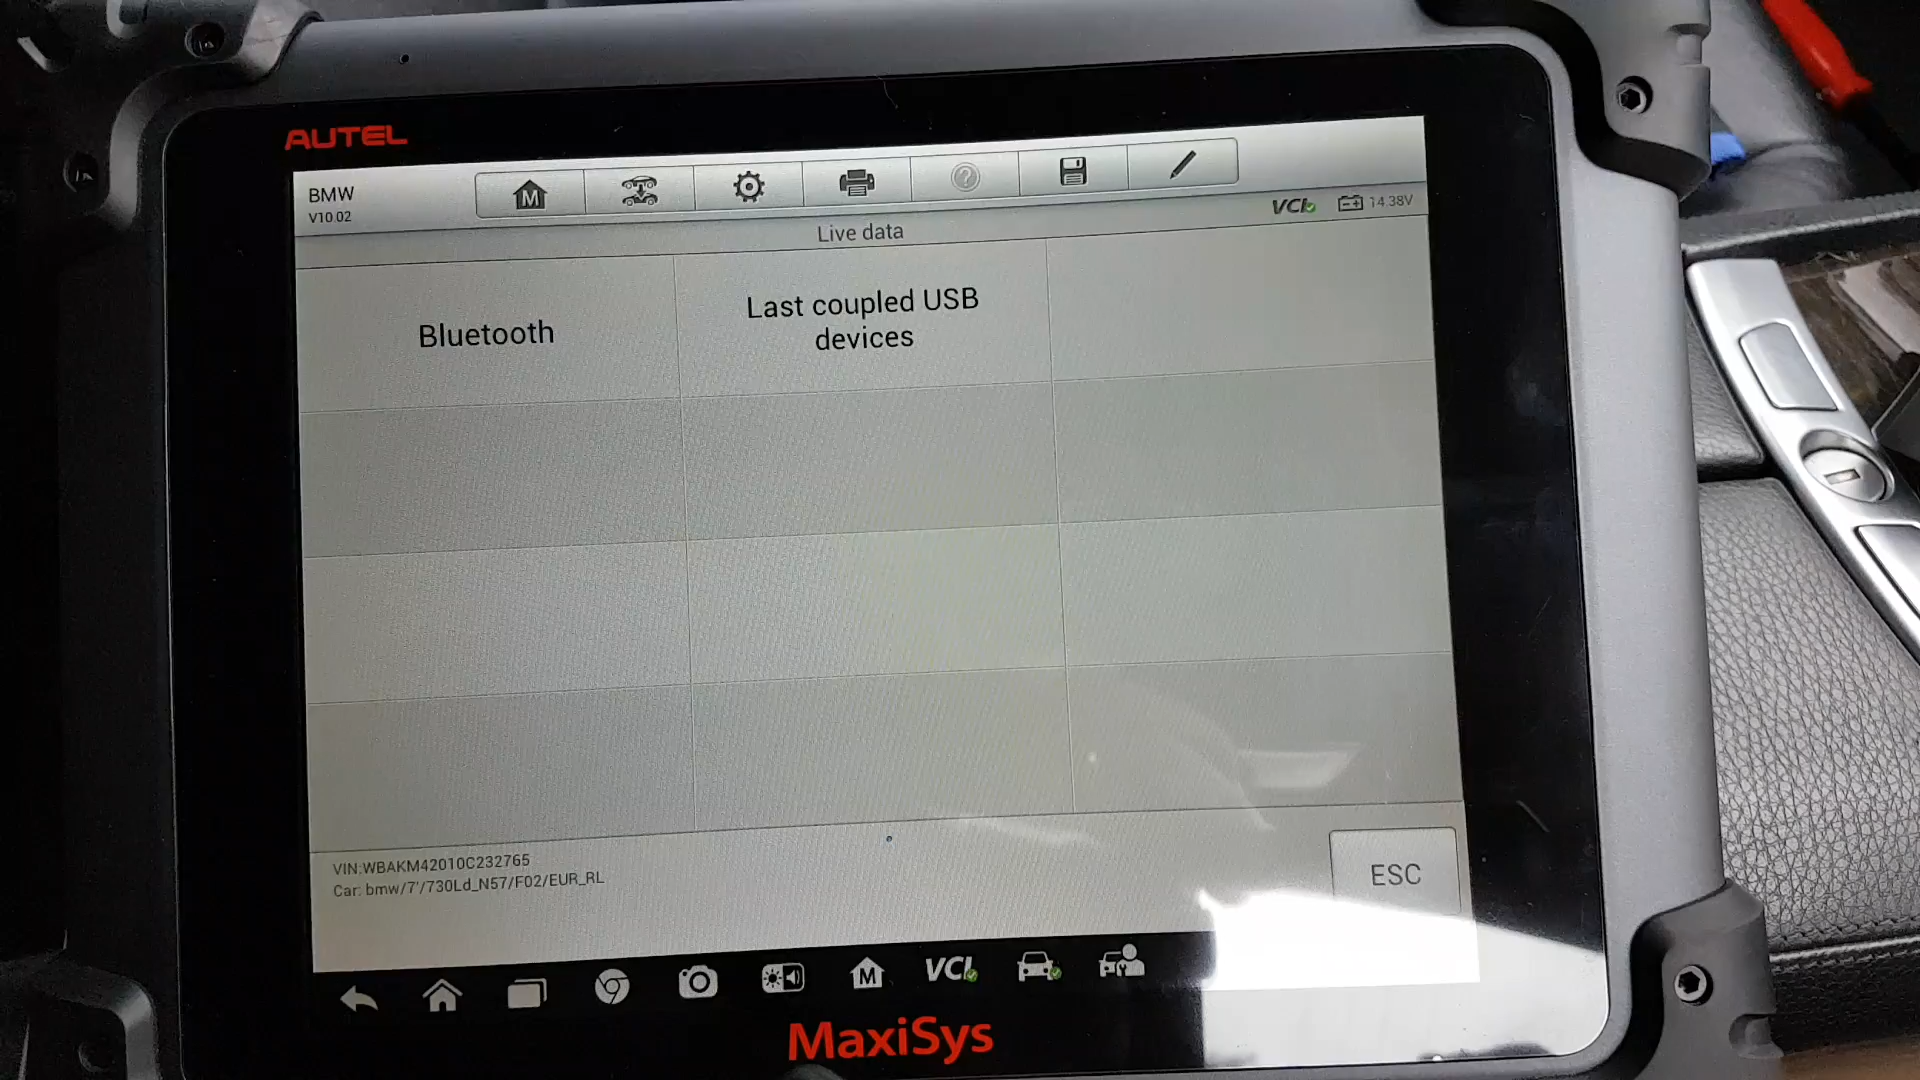 AUTEL
BMW
V10.02
VCI
14.38V
Live data
Bluetooth
Last coupled USB
devices
VIN:WBAKM42010C232765
Car: bmw/7'/730Ld_N57/F02/EUR_RL
ESC
M
VCI
M
MaxiSys